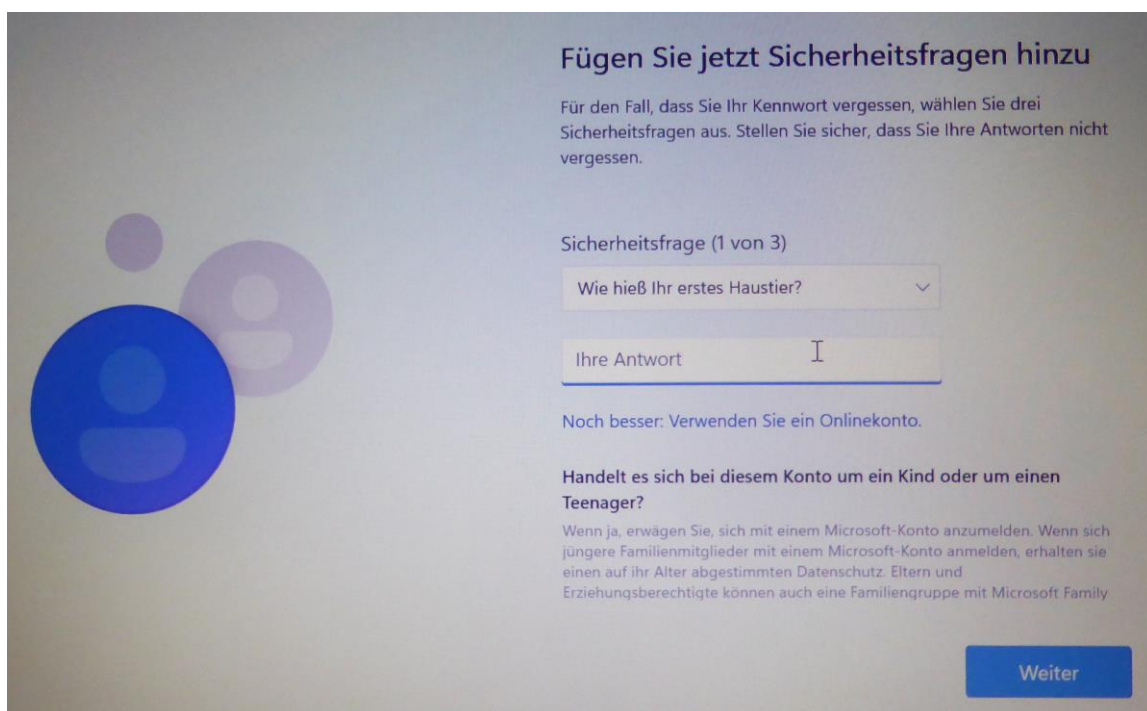 Fügen Sie jetzt Sicherheitsfragen hinzu
Für den Fall, dass Sie Ihr Kennwort vergessen, wählen Sie drei
Sicherheitsfragen aus. Stellen Sie sicher, dass Sie Ihre Antworten nicht
vergessen.
Sicherheitsfrage (1 von 3)
Wie hieß Ihr erstes Haustier?
Ihre Antwort
Noch besser: Verwenden Sie ein Onlinekonto.
Handelt es sich bei diesem Konto um ein Kind oder um einen
Teenager?
Wenn ja, erwägen Sie, sich mit einem Microsoft-Konto anzumelden. Wenn sich
jüngere Familienmitglieder mit einem Microsoft-Konto anmelden, erhalten sie
einen auf ihr Alter abgestimmten Datenschutz. Eltern und
Erziehungsberechtigte können auch eine Familiengruppe mit Microsoft Family
Weiter